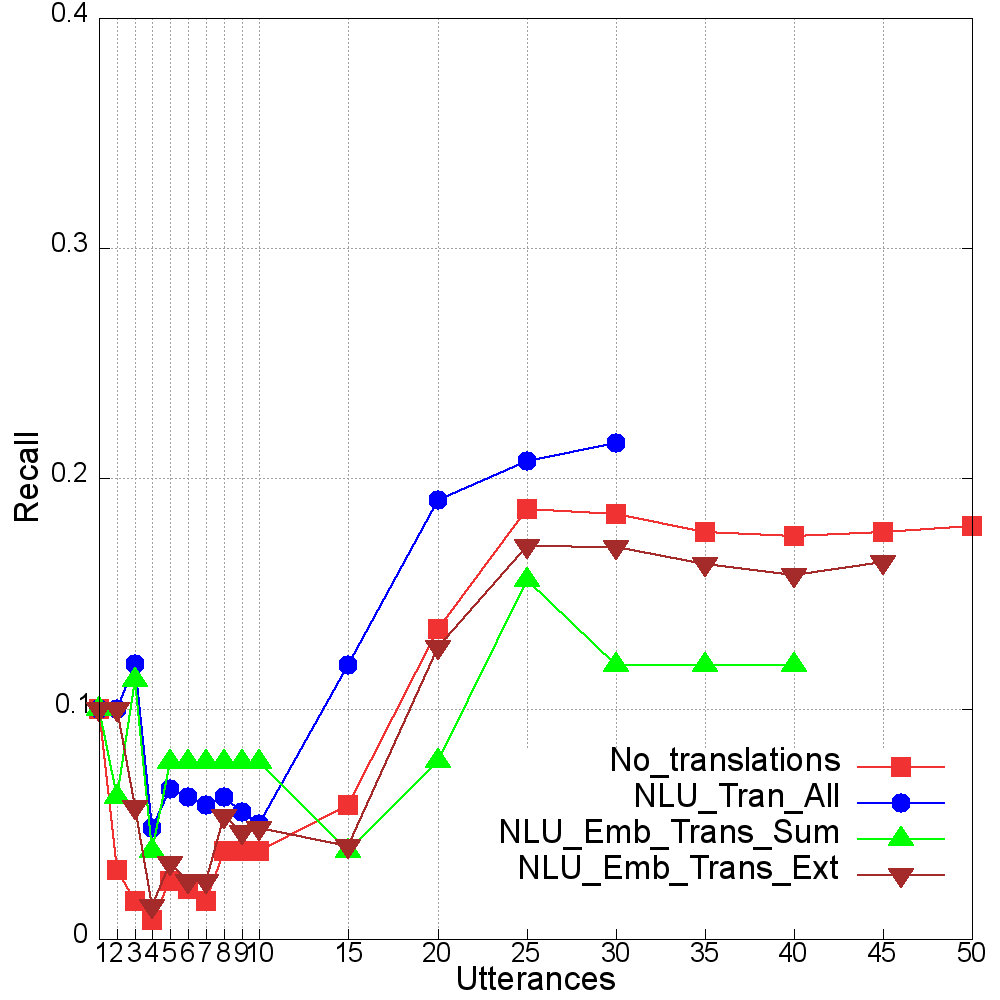 0.4
0.3
0.2
0.1
0
Recall
1 2 3 4 5 6 7 8 9 10 15 20 25 30 35 40 45 50
Utterances
No_translations
NLU_Tran_All
NLU_Emb_Trans_Sum
NLU_Emb_Trans_Ext